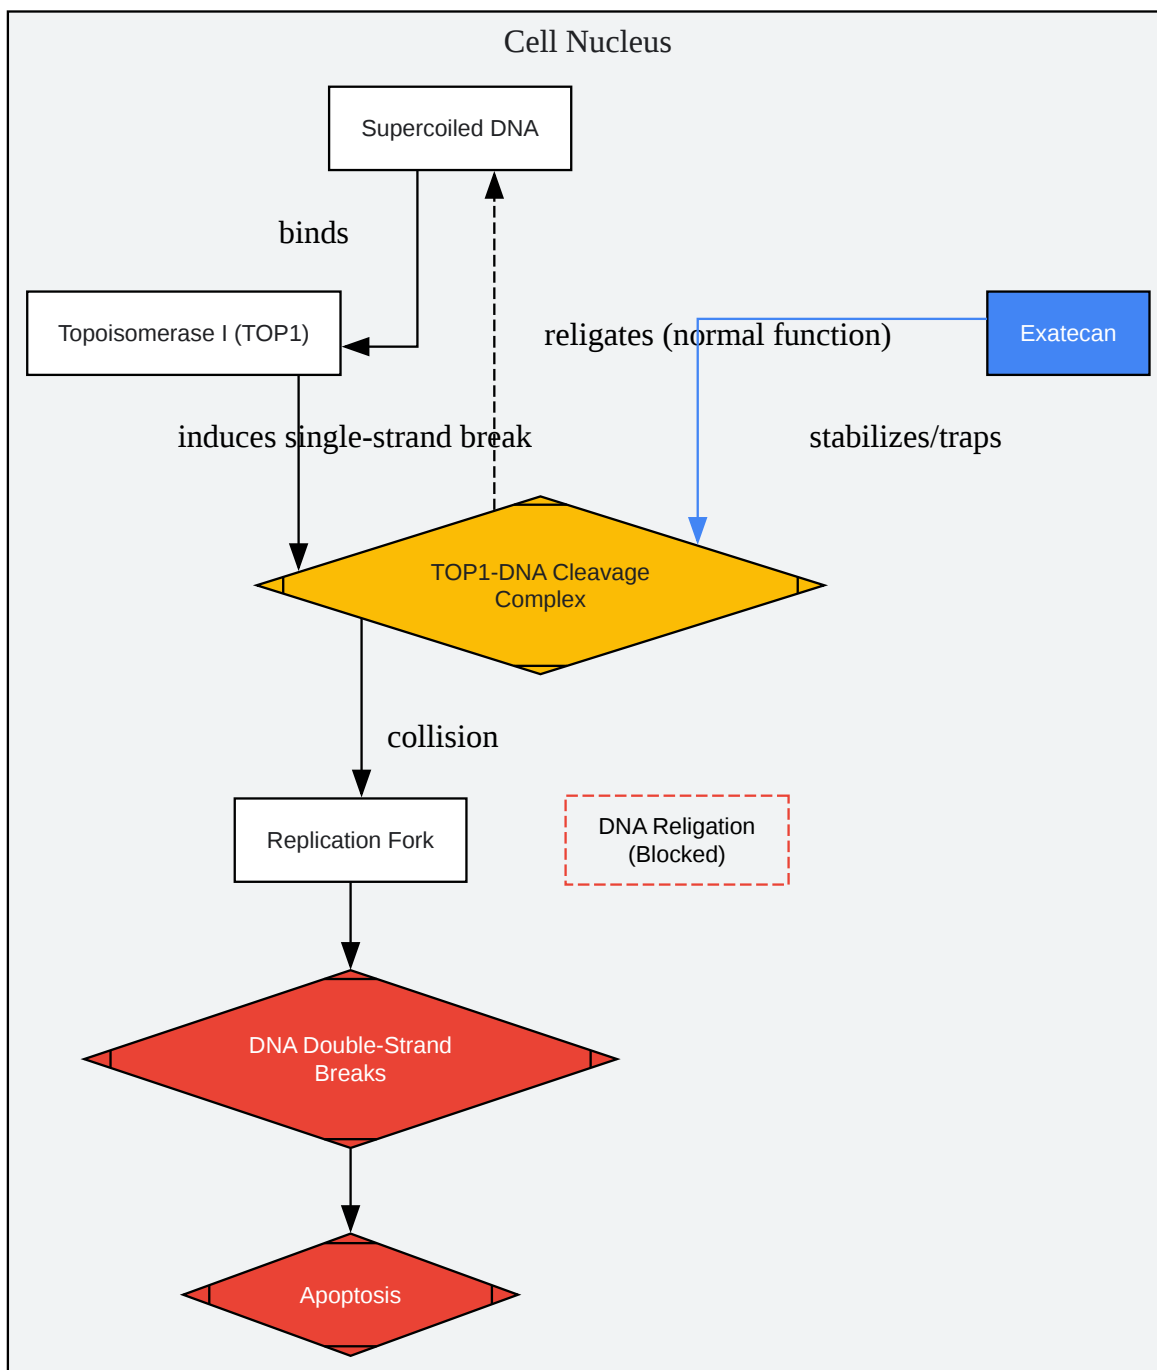 Cell Nucleus
Supercoiled DNA
binds
Topoisomerase I (TOP1)
religates (normal function)
Exatecan
induces single-strand break
stabilizes/traps
TOP1-DNA Cleavage
Complex
collision
Replication Fork
DNA Religation
(Blocked)
DNA Double-Strand
Breaks
Apoptosis